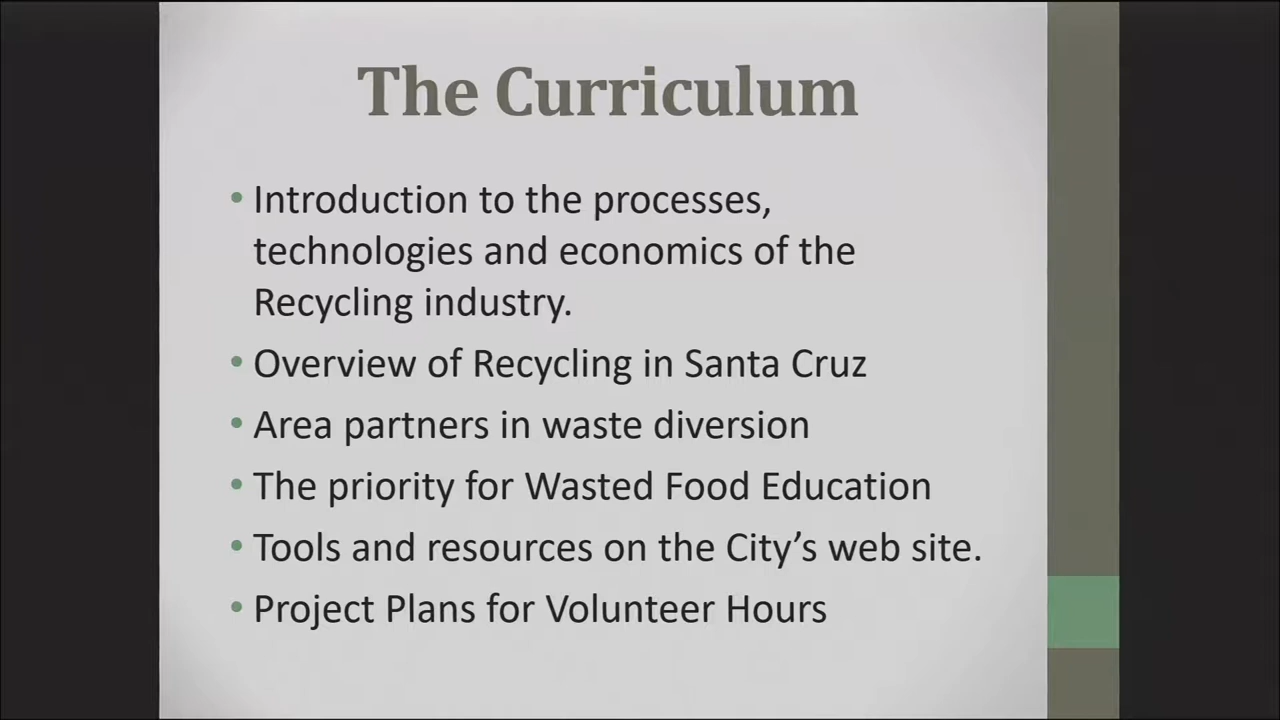 The Curriculum
• Introduction to the processes,
technologies and economics of the
Recycling industry.
• Overview of Recycling in Santa Cruz
• Area partners in waste diversion
• The priority for Wasted Food Education
• Tools and resources on the City’s web site.
• Project Plans for Volunteer Hours